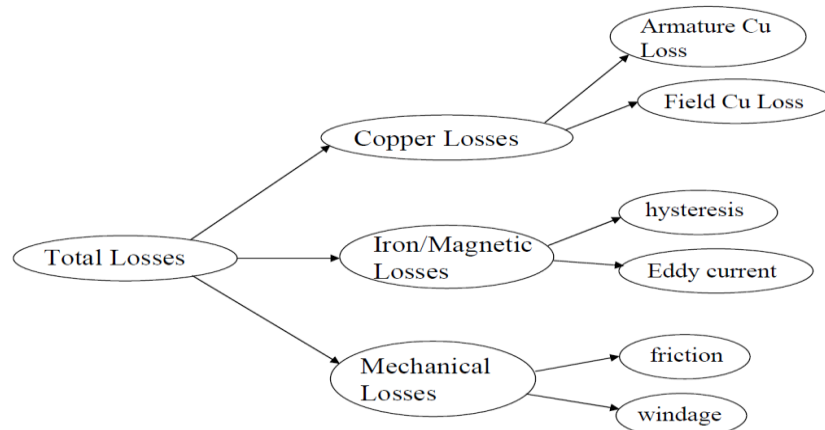 Armature Cu
Loss
Field Cu Loss
Copper Losses
hysteresis
Iron/Magnetic
Losses
Total Losses
Eddy current
Mechanical
Losses
friction
windage